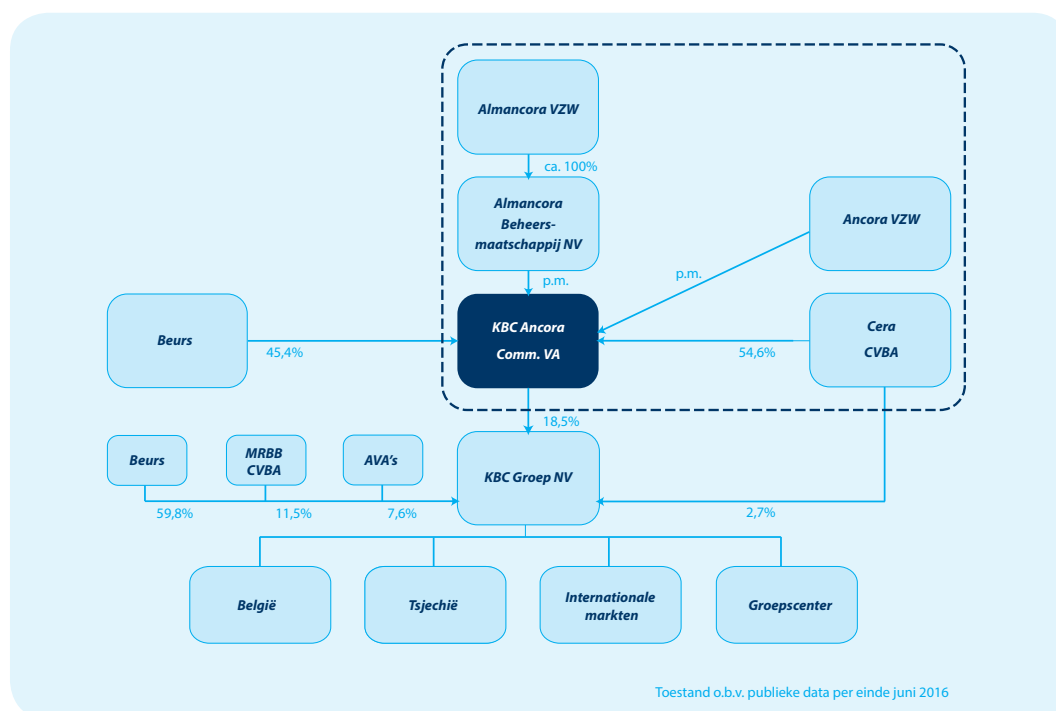 Almancora VZW
ca. 100%
Almancora
Beheers-
maatschappij NV
Ancora VZW
p.m.
p.m.
Beurs
45,4%
KBC Ancora
Comm. VA
54,6%
Cera
CVBA
18,5%
Beurs
MRBB
CVBA
AVA's
KBC Groep NV
59,8%
11,5%
7,6%
2,7%
België
Tsjechië
Internationale
markten
Groepscenter
Toestand o.b.v. publieke data per einde juni 2016